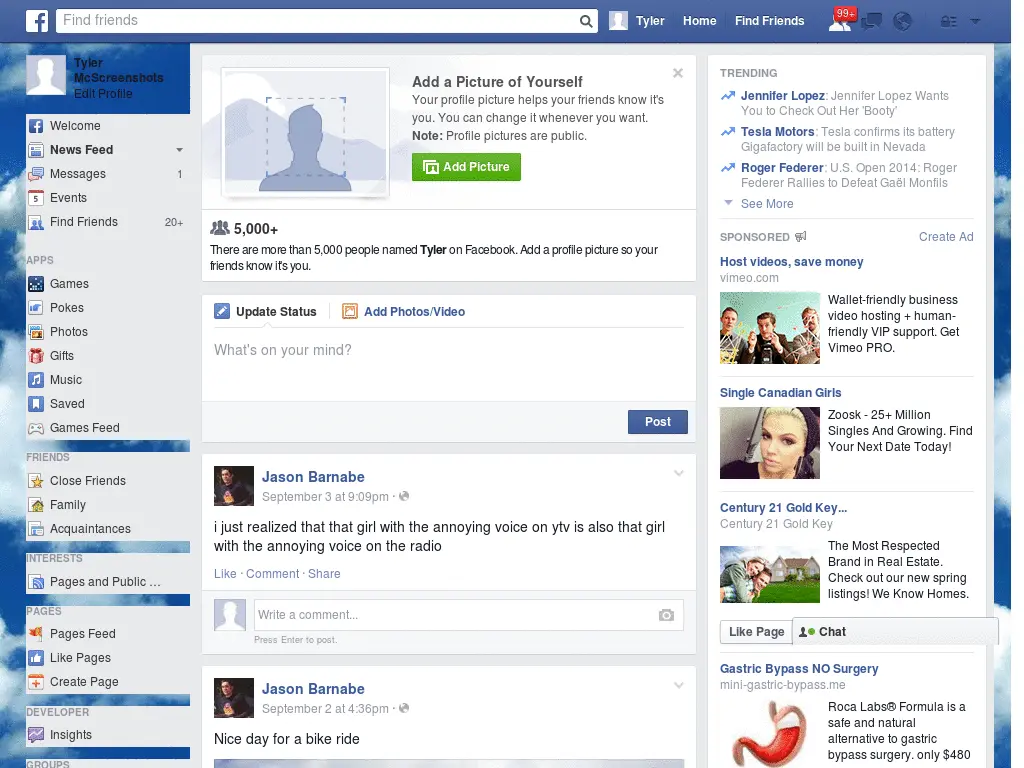 Find friends
Tyler
Home
Find Friends
99+
Tyler
McScreenshots
Edit Profile
Welcome
News Feed
Messages 1
5 Events
Find Friends 20+
APPS
Games
Pokes
Photos
Gifts
Music
Saved
Games Feed
FRIENDS
Close Friends
Family
Acquaintances
INTERESTS
Pages and Public ...
PAGES
Pages Feed
Like Pages
Create Page
DEVELOPER
Insights
GROUPS
Add a Picture of Yourself
Your profile picture helps your friends know it's
you. You can change it whenever you want.
Note: Profile pictures are public.
Add Picture
5,000+
There are more than 5,000 people named Tyler on Facebook. Add a profile picture so your
friends know it's you.
Update Status
Add Photos/Video
What's on your mind?
Post
Jason Barnabe
September 3 at 9:09pm ·
i just realized that that girl with the annoying voice on ytv is also that girl
with the annoying voice on the radio
Like · Comment · Share
Write a comment...
Press Enter to post.
Jason Barnabe
September 2 at 4:36pm ·
Nice day for a bike ride
TRENDING
Jennifer Lopez: Jennifer Lopez Wants
You to Check Out Her 'Booty'
Tesla Motors: Tesla confirms its battery
Gigafactory will be built in Nevada
Roger Federer: U.S. Open 2014: Roger
Federer Rallies to Defeat Gaël Monfils
See More
SPONSORED
Create Ad
Host videos, save money
vimeo.com
Wallet-friendly business
video hosting + human-
friendly VIP support. Get
Vimeo PRO.
Single Canadian Girls
Zoosk - 25+ Million
Singles And Growing. Find
Your Next Date Today!
Century 21 Gold Key...
Century 21 Gold Key
The Most Respected
Brand in Real Estate.
Check out our new spring
listings! We Know Homes.
Like Page
Chat
Gastric Bypass NO Surgery
mini-gastric-bypass.me
Roca Labs® Formula is a
safe and natural
alternative to gastric
bypass surgery. only $480